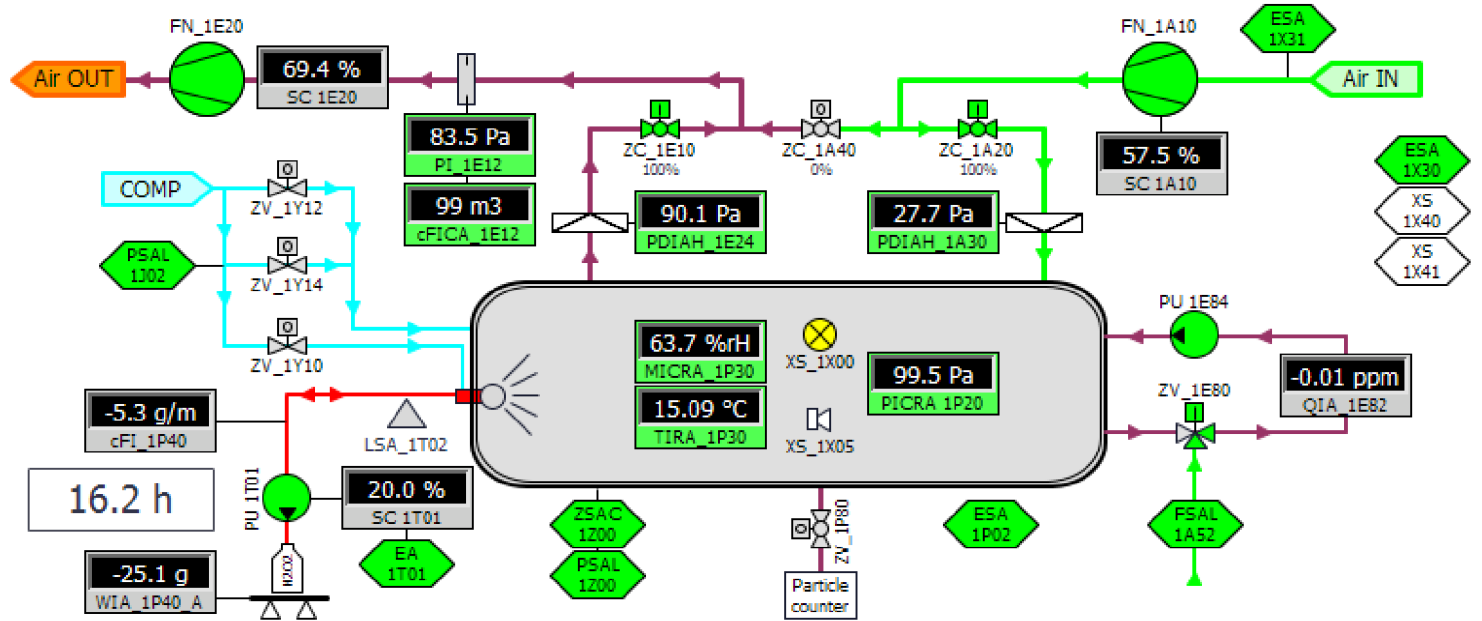 FN_1E20
FN_1A10
ESA
1X31
Air OUT
69.4 %
SC 1E20
Air IN
83.5 Pa
PI_1E12
I
ZC_1E10
100%
O
ZC_1A40
0%
I
ZC_1A20
100%
57.5 %
SC 1A10
ESA
1X30
COMP
O
ZV_1Y12
99 m3
cFICA_1E12
90.1 Pa
PDIAH_1E24
27.7 Pa
PDIAH_1A30
XS
1X40
XS
1X41
PSAL
1J02
O
ZV_1Y14
O
ZV_1Y10
63.7 %rH
MICRA_1P30
XS_1X00
99.5 Pa
PICRA 1P20
PU 1E84
15.09 °C
TIRA_1P30
XS_1X05
-0.01 ppm
QIA_1E82
ZV_1E80
I
-5.3 g/m
cFI_1P40
LSA_1T02
16.2 h
PU 1T01
20.0 %
SC 1T01
EA
1T01
ZSAC
1Z00
PSAL
1Z00
O
ZV_1P80
ESA
1P02
FSAL
1A52
-25.1 g
WIA_1P40_A
H2O2
Particle
counter